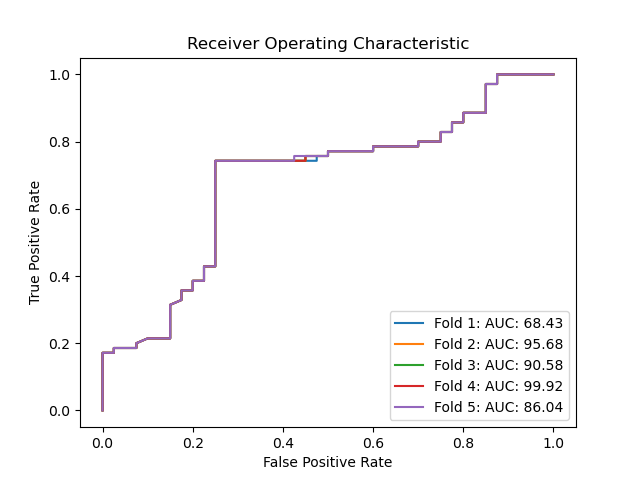 Receiver Operating Characteristic
True Positive Rate
1.0
0.8
0.6
0.4
0.2
0.0
Fold 1: AUC: 68.43
Fold 2: AUC: 95.68
Fold 3: AUC: 90.58
Fold 4: AUC: 99.92
Fold 5: AUC: 86.04
0.0 0.2 0.4 0.6 0.8 1.0
False Positive Rate